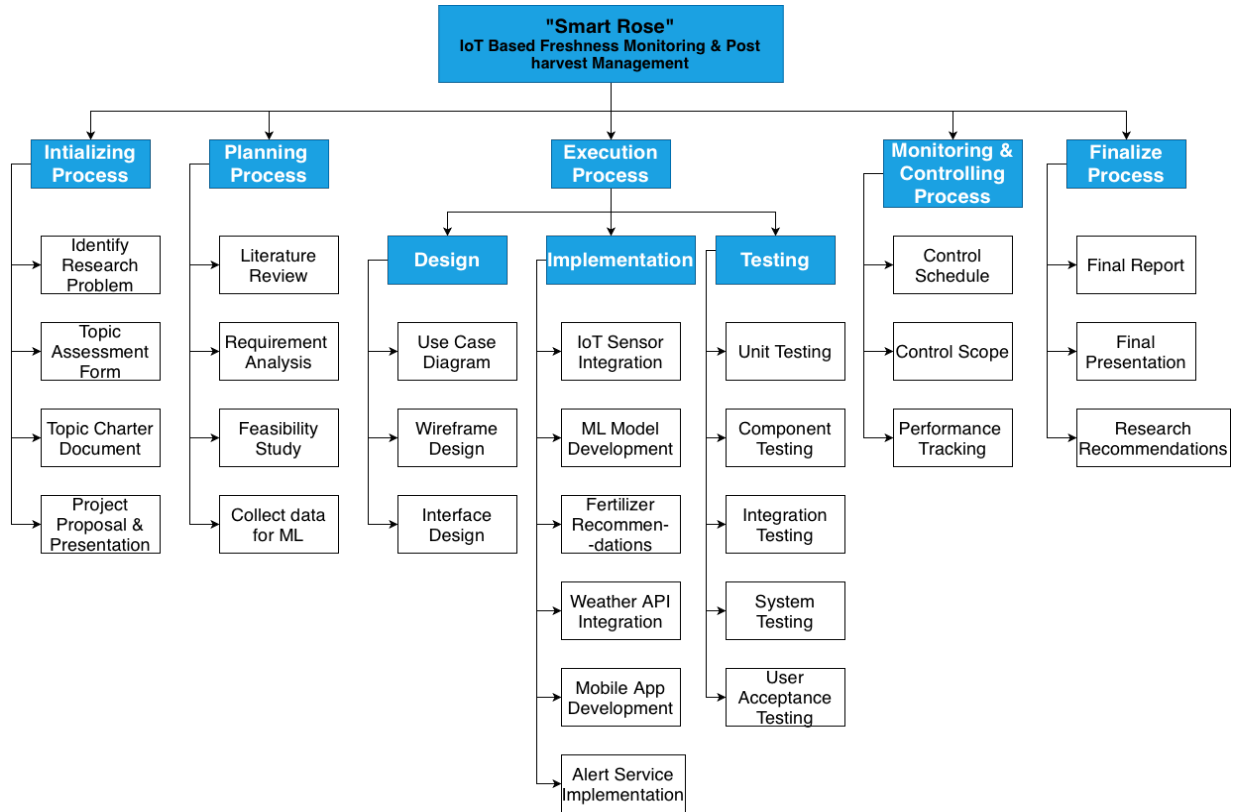 "Smart Rose"
IoT Based Freshness Monitoring & Post
harvest Management
Intializing
Process
Identify
Research
Problem
Topic
Assessment
Form
Topic Charter
Document
Project
Proposal &
Presentation
Planning
Process
Literature
Review
Requirement
Analysis
Feasibility
Study
Collect data
for ML
Execution
Process
Design
Use Case
Diagram
Wireframe
Design
Interface
Design
Implementation
IoT Sensor
Integration
ML Model
Development
Fertilizer
Recommen-
-dations
Weather API
Integration
Mobile App
Development
Alert Service
Implementation
Testing
Unit Testing
Component
Testing
Integration
Testing
System
Testing
User
Acceptance
Testing
Monitoring &
Controlling
Process
Control
Schedule
Control Scope
Performance
Tracking
Finalize
Process
Final Report
Final
Presentation
Research
Recommendations